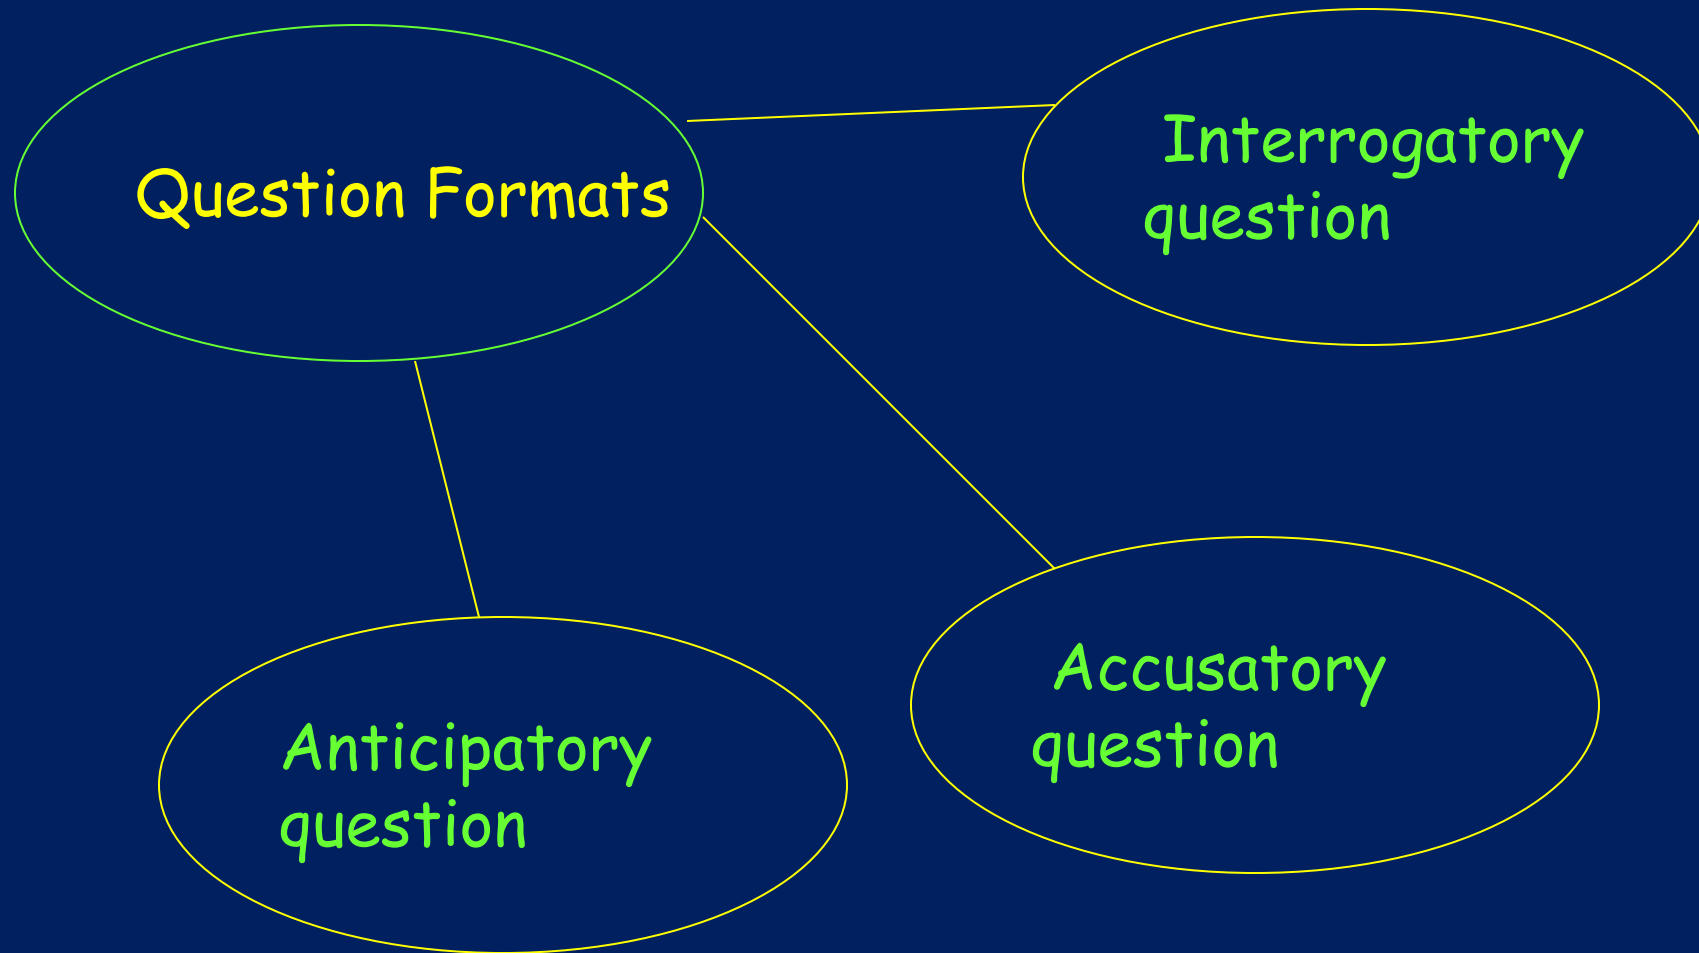 Question Formats
Interrogatory
question
Accusatory
question
Anticipatory
question